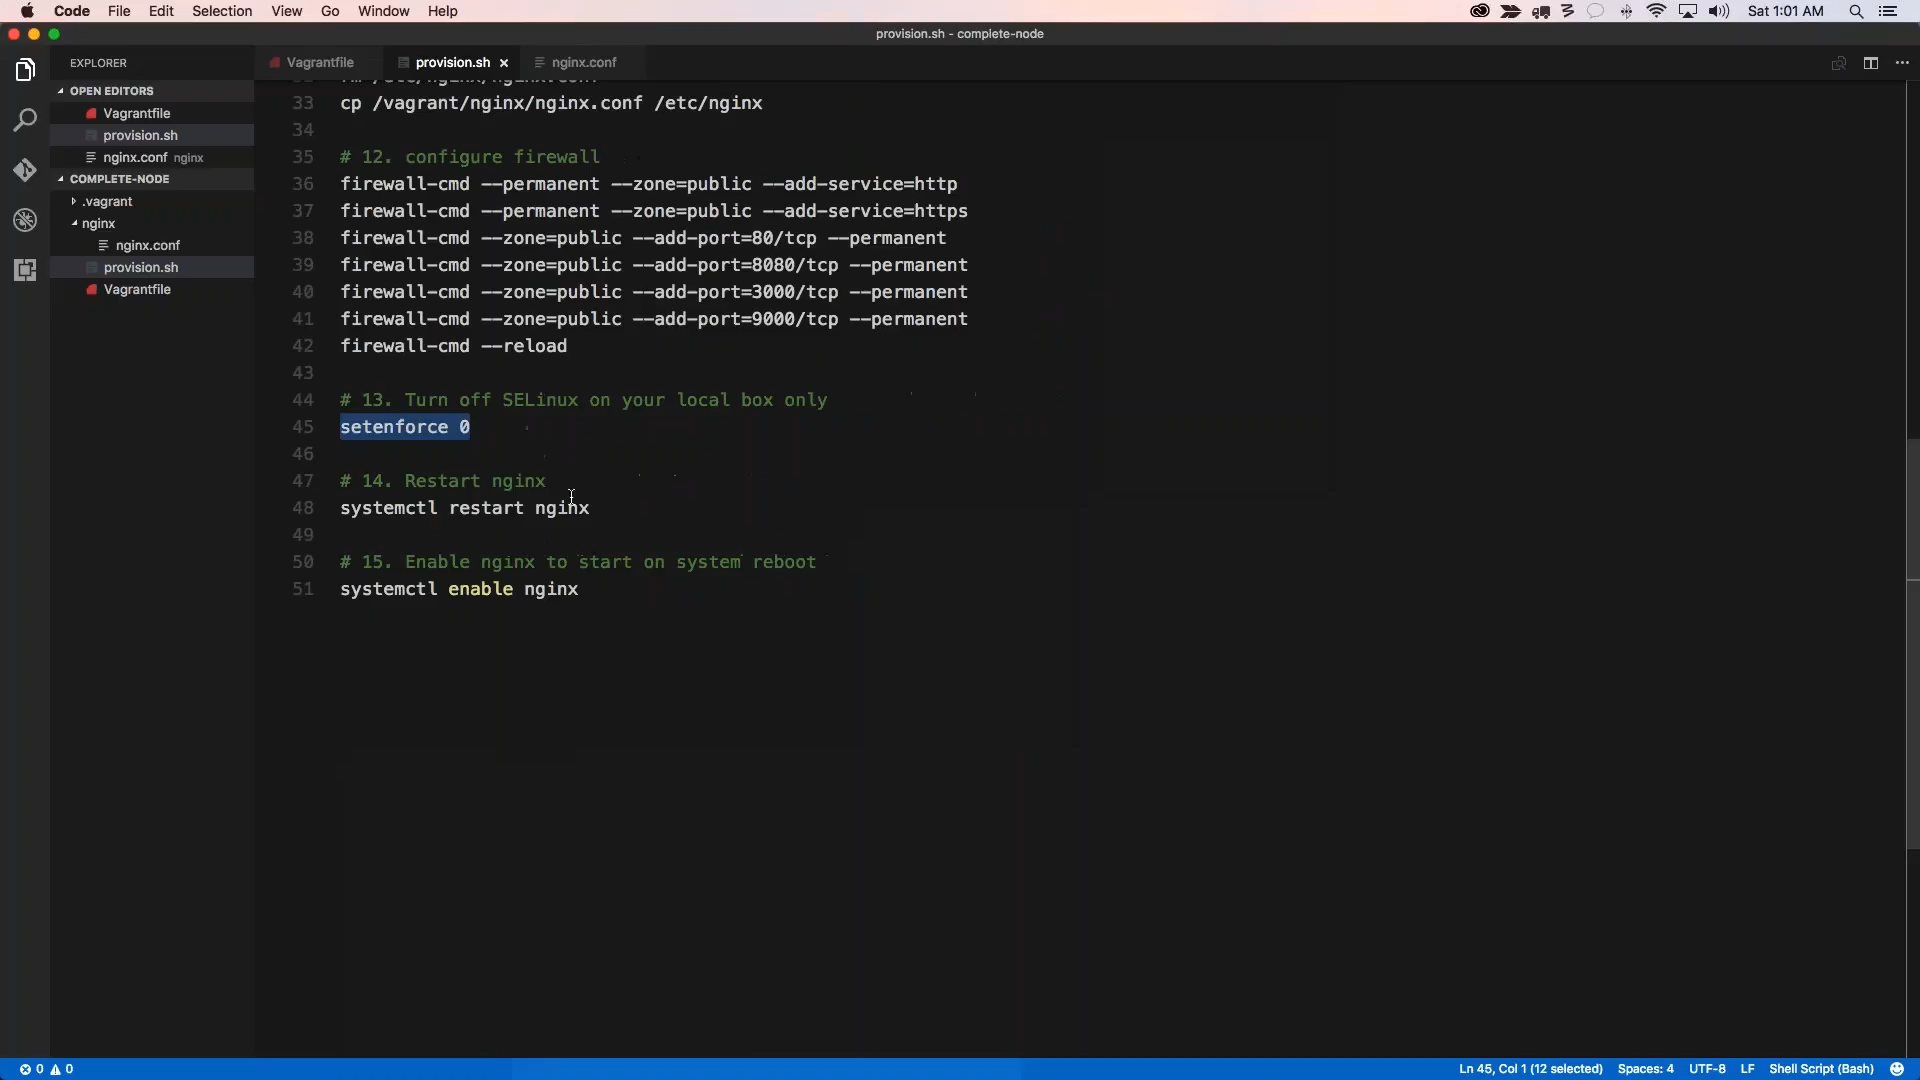 Code File Edit Selection View Go Window Help Sat 1:01 AM
provision.sh - complete-node
EXPLORER
Vagrantfile provision.sh nginx.conf
OPEN EDITORS
Vagrantfile
provision.sh
nginx.conf nginx
COMPLETE-NODE
.vagrant
nginx
nginx.conf
provision.sh
Vagrantfile
33 cp /vagrant/nginx/nginx.conf /etc/nginx
34
35 # 12. configure firewall
36 firewall-cmd --permanent --zone=public --add-service=http
37 firewall-cmd --permanent --zone=public --add-service=https
38 firewall-cmd --zone=public --add-port=80/tcp --permanent
39 firewall-cmd --zone=public --add-port=8080/tcp --permanent
40 firewall-cmd --zone=public --add-port=3000/tcp --permanent
41 firewall-cmd --zone=public --add-port=9000/tcp --permanent
42 firewall-cmd --reload
43
44 # 13. Turn off SELinux on your local box only
45 setenforce 0
46
47 # 14. Restart nginx
48 systemctl restart nginx
49
50 # 15. Enable nginx to start on system reboot
51 systemctl enable nginx
0 0 Ln 45, Col 1 (12 selected) Spaces: 4 UTF-8 LF Shell Script (Bash)